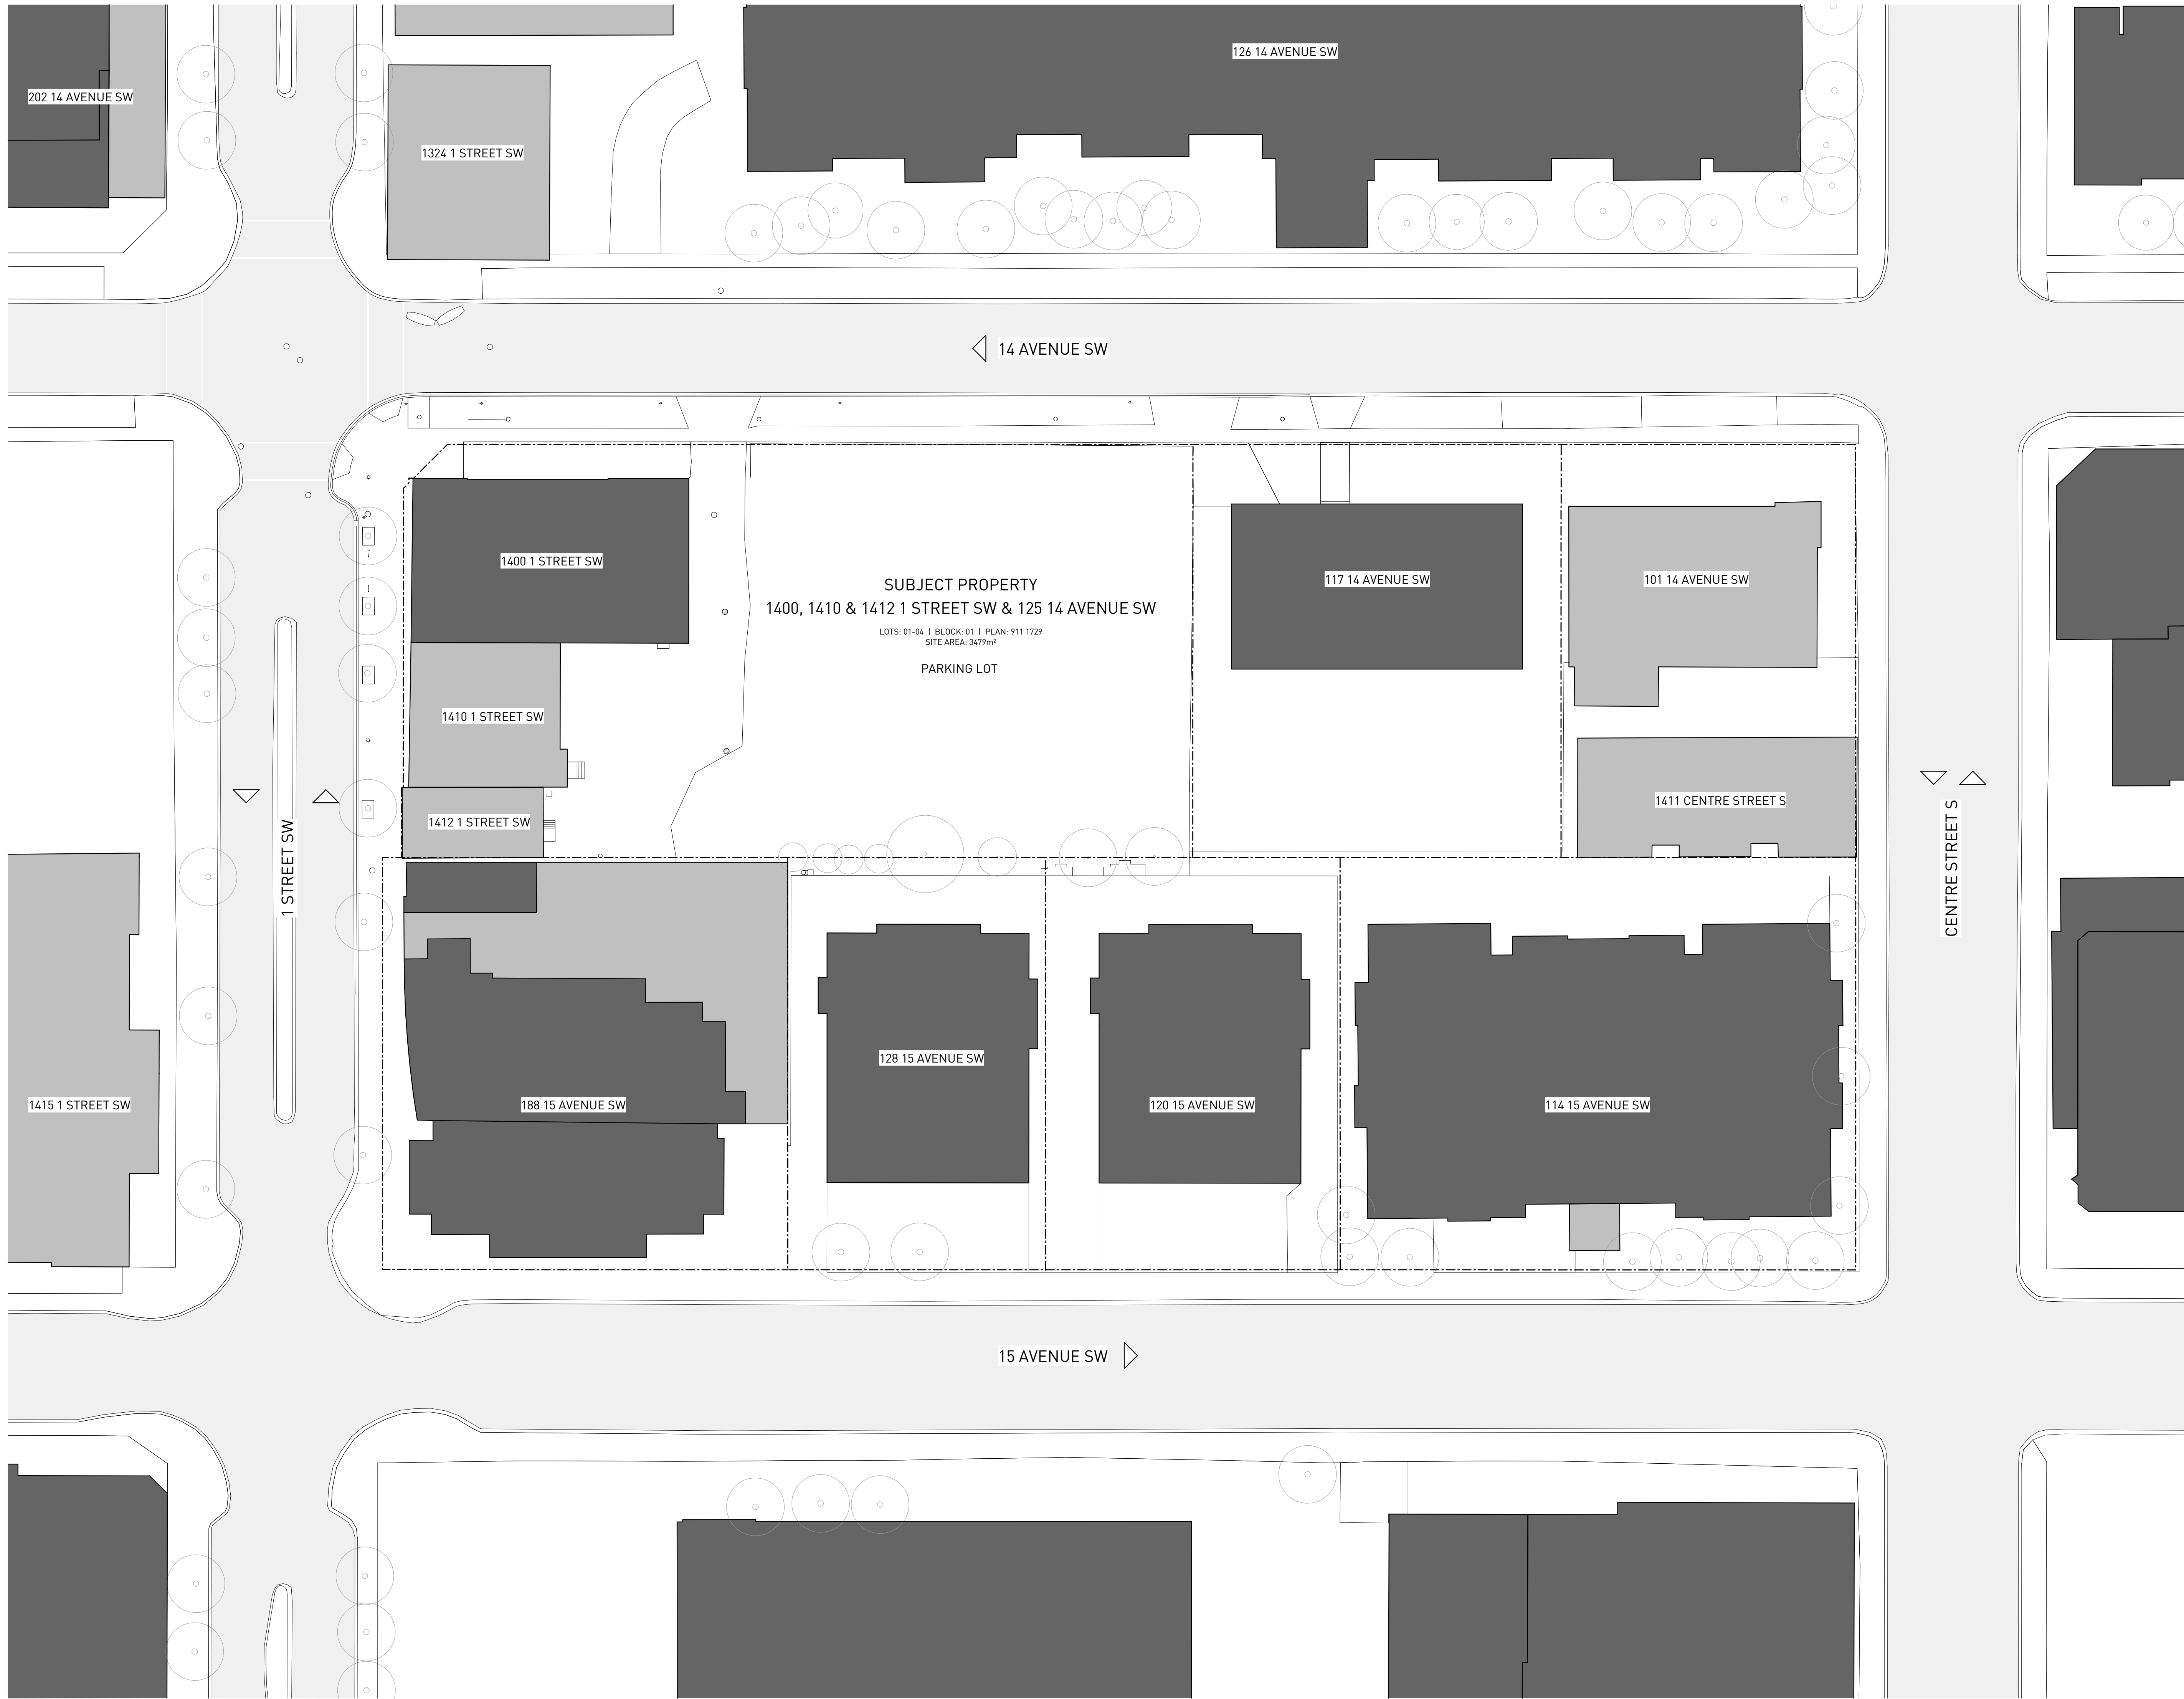 126 14 AVENUE SW
202 14 AVENUE SW
1324 1 STREET SW
14 AVENUE SW
1400 1 STREET SW
SUBJECT PROPERTY
1400, 1410 & 1412 1 STREET SW & 125 14 AVENUE SW
LOTS: 01-04 | BLOCK: 01 | PLAN: 911 1729
SITE AREA: 3479m²
PARKING LOT
117 14 AVENUE SW
101 14 AVENUE SW
1410 1 STREET SW
1412 1 STREET SW
1411 CENTRE STREET S
1 STREET SW
CENTRE STREET S
128 15 AVENUE SW
1415 1 STREET SW
188 15 AVENUE SW
120 15 AVENUE SW
114 15 AVENUE SW
15 AVENUE SW